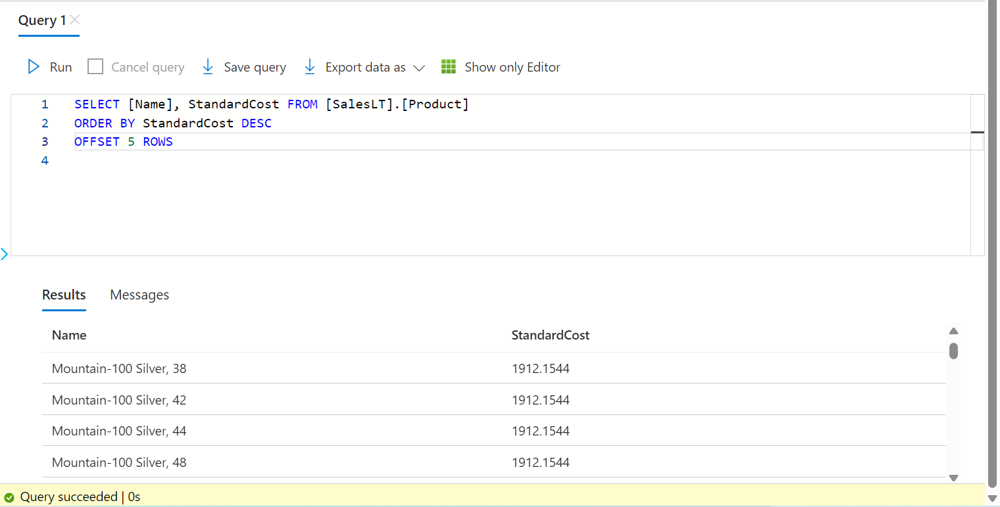 Query 1
Run Cancel query Save query Export data as Show only Editor
1 SELECT [Name], StandardCost FROM [SalesLT].[Product]
2 ORDER BY StandardCost DESC
3 OFFSET 5 ROWS
4
Results Messages
Name StandardCost
Mountain-100 Silver, 38 1912.1544
Mountain-100 Silver, 42 1912.1544
Mountain-100 Silver, 44 1912.1544
Mountain-100 Silver, 48 1912.1544
Query succeeded | 0s